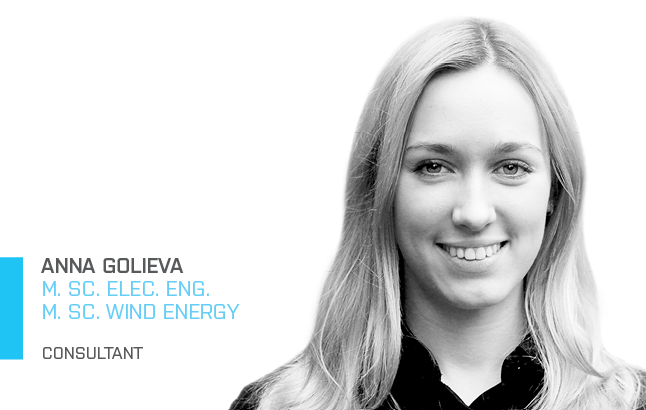 ANNA GOLIEVA
M. SC. ELEC. ENG.
M. SC. WIND ENERGY
CONSULTANT